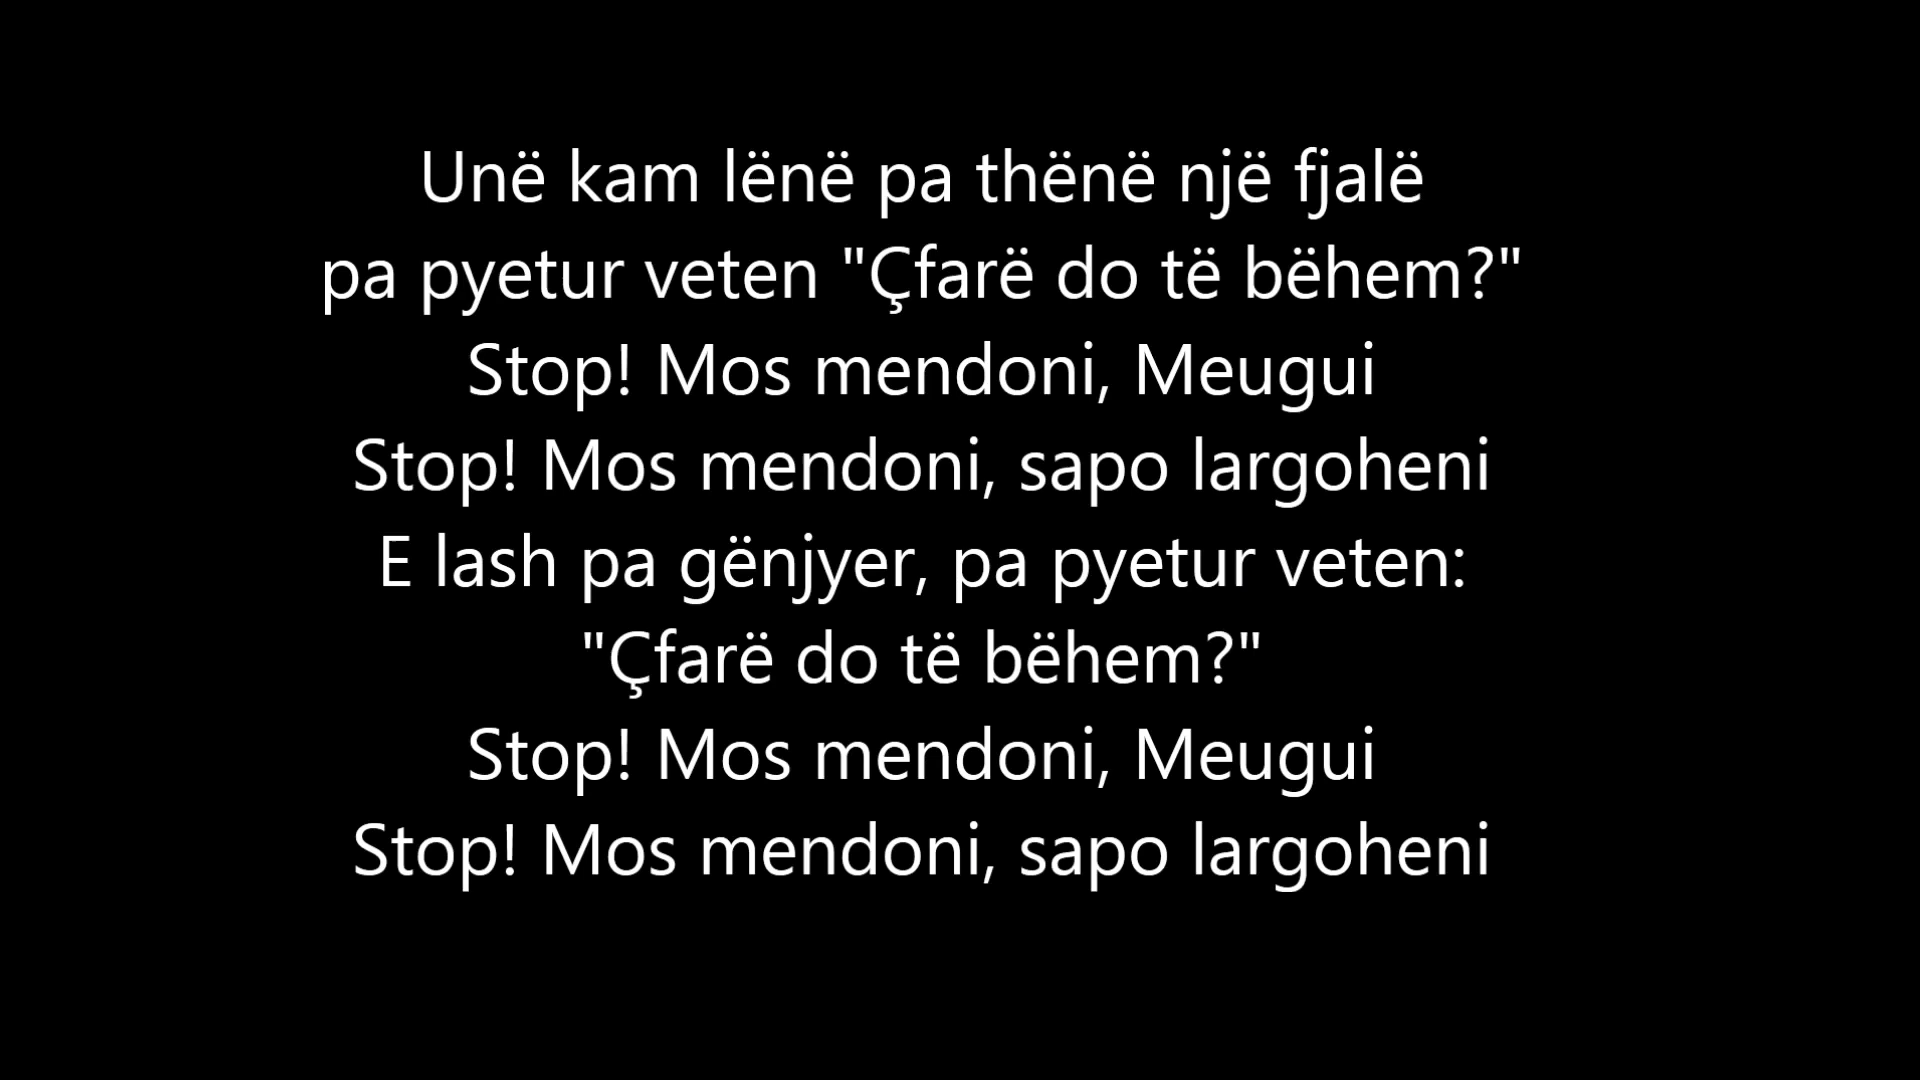 Unë kam lënë pa thënë një fjalë
pa pyetur veten "Çfarë do të bëhem?"
Stop! Mos mendoni, Meugui
Stop! Mos mendoni, sapo largoheni
E lash pa gënjyer, pa pyetur veten:
"Çfarë do të bëhem?"
Stop! Mos mendoni, Meugui
Stop! Mos mendoni, sapo largoheni